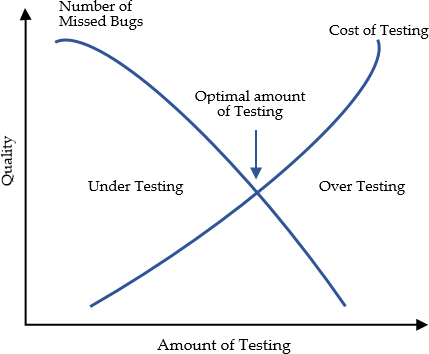 Number of
Missed Bugs
Cost of Testing
Optimal amount
of Testing
Under Testing
Over Testing
Quality
Amount of Testing